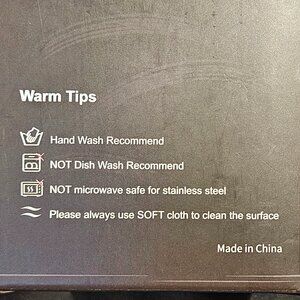 Warm Tips
Hand Wash Recommend
NOT Dish Wash Recommend
NOT microwave safe for stainless steel
Please always use SOFT cloth to clean the surface
Made in China